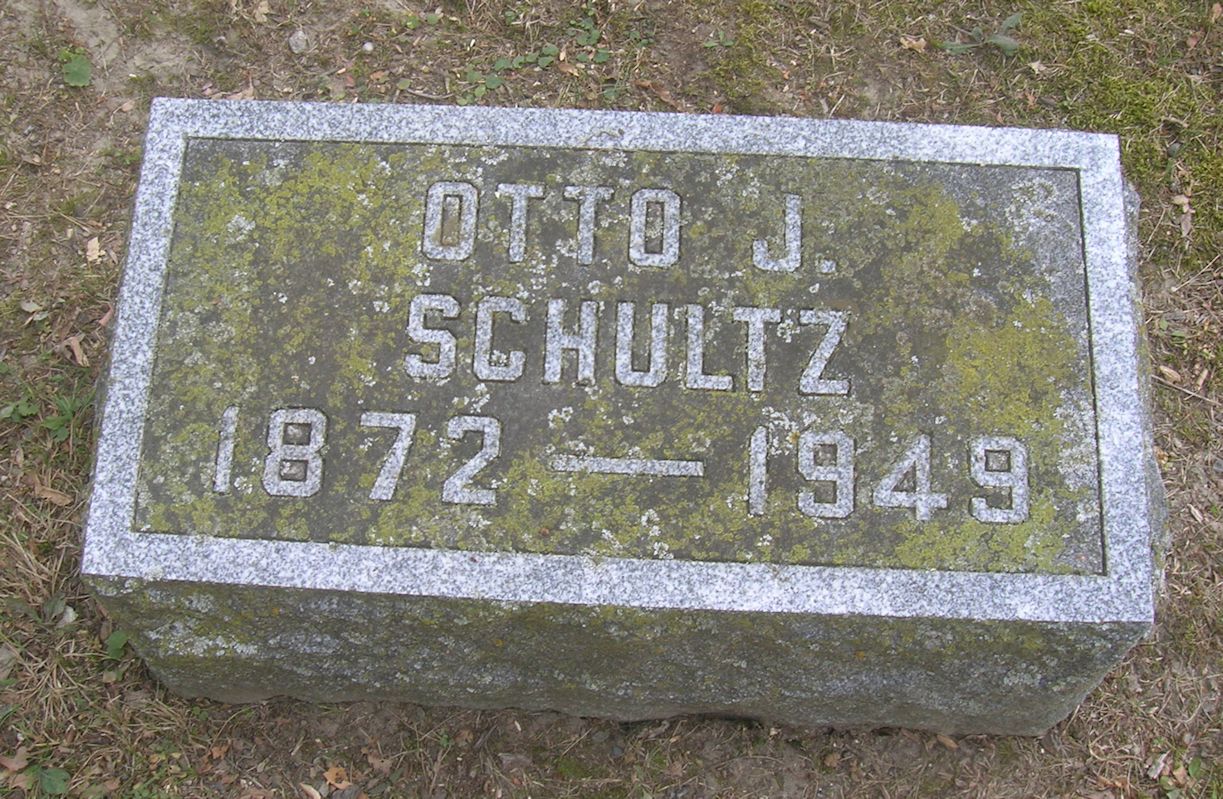 OTTO J.
SCHULTZ
1872 — 1949